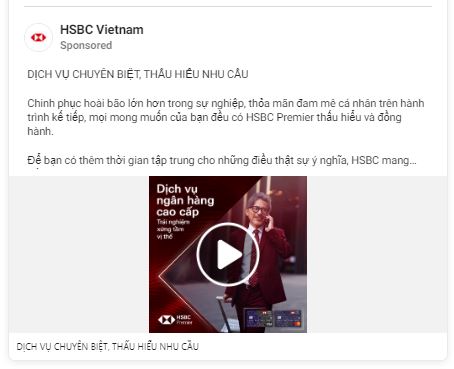 HSBC Vietnam
Sponsored
DỊCH VỤ CHUYÊN BIỆT, THẤU HIỂU NHU CẦU
Chinh phục hoài bão lớn hơn trong sự nghiệp, thỏa mãn đam mê cá nhân trên hành
trình kế tiếp, mọi mong muốn của bạn đều có HSBC Premier thấu hiểu và đồng
hành.
Để bạn có thêm thời gian tập trung cho những điều thật sự ý nghĩa, HSBC mang...
Dịch vụ
ngân hàng
cao cấp
Trải nghiệm
xứng tầm
vị thế
HSBC
Premier
DỊCH VỤ CHUYÊN BIỆT, THẤU HIỂU NHU CẦU